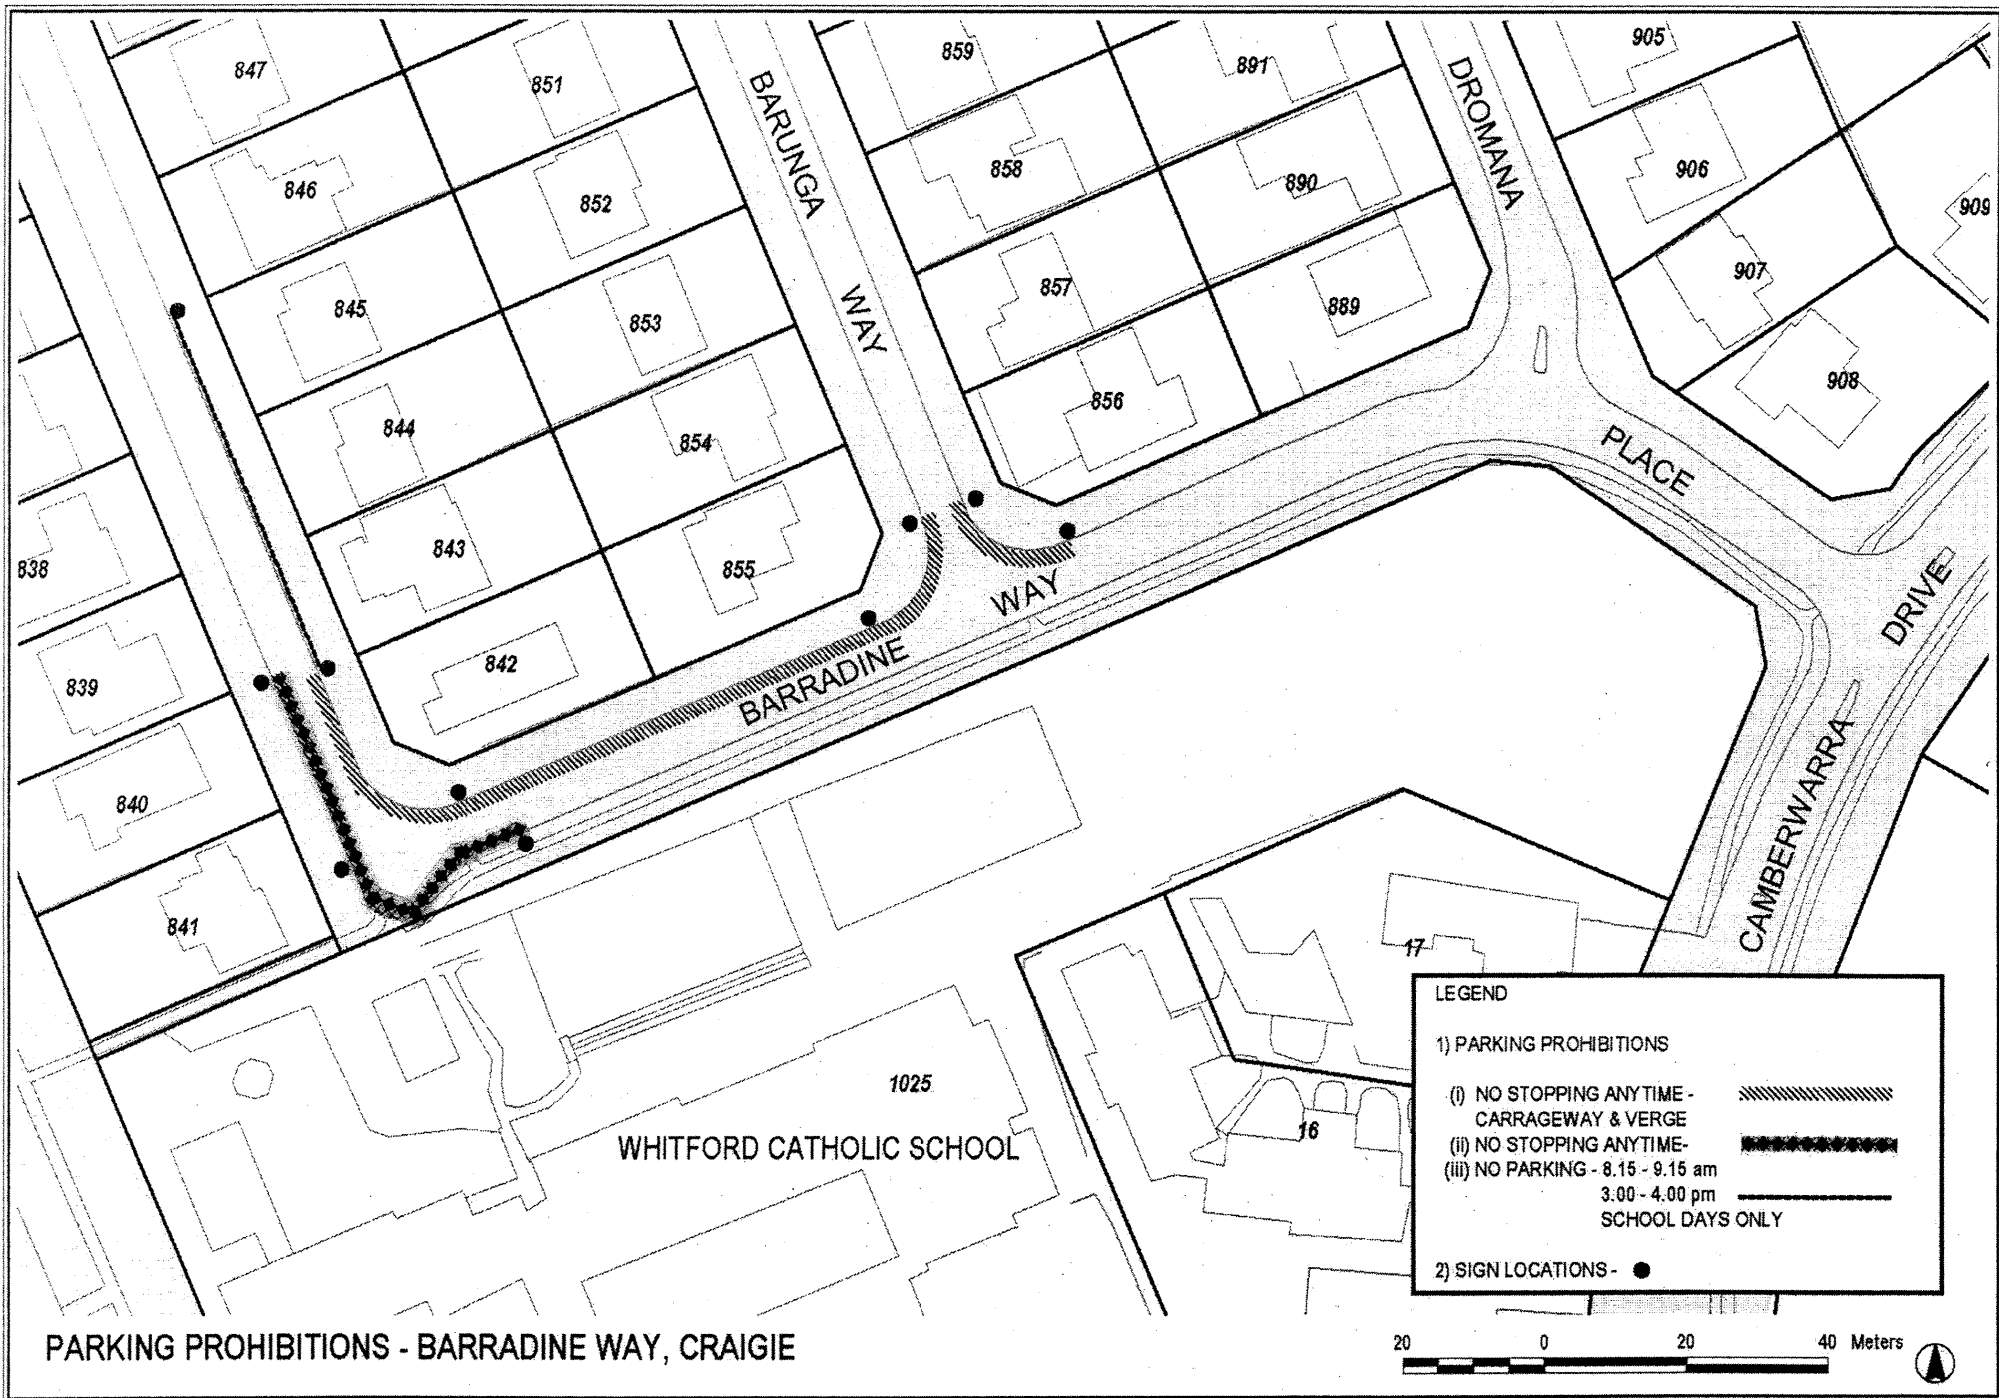 847
851
859
891
905
846
852
858
890
906
909
BARUNGA
DROMANA
845
853
857
889
907
WAY
844
854
856
908
PLACE
838
843
855
WAY
DRIVE
839
842
BARRADINE
840
CAMBERWARRA
841
17
1025
WHITFORD CATHOLIC SCHOOL
16
LEGEND
1) PARKING PROHIBITIONS
(i) NO STOPPING ANYTIME -
CARRAGEWAY & VERGE
(ii) NO STOPPING ANYTIME-
(iii) NO PARKING - 8.15 - 9.15 am
3.00 - 4.00 pm
SCHOOL DAYS ONLY
2) SIGN LOCATIONS -
PARKING PROHIBITIONS - BARRADINE WAY, CRAIGIE
20 0 20 40 Meters